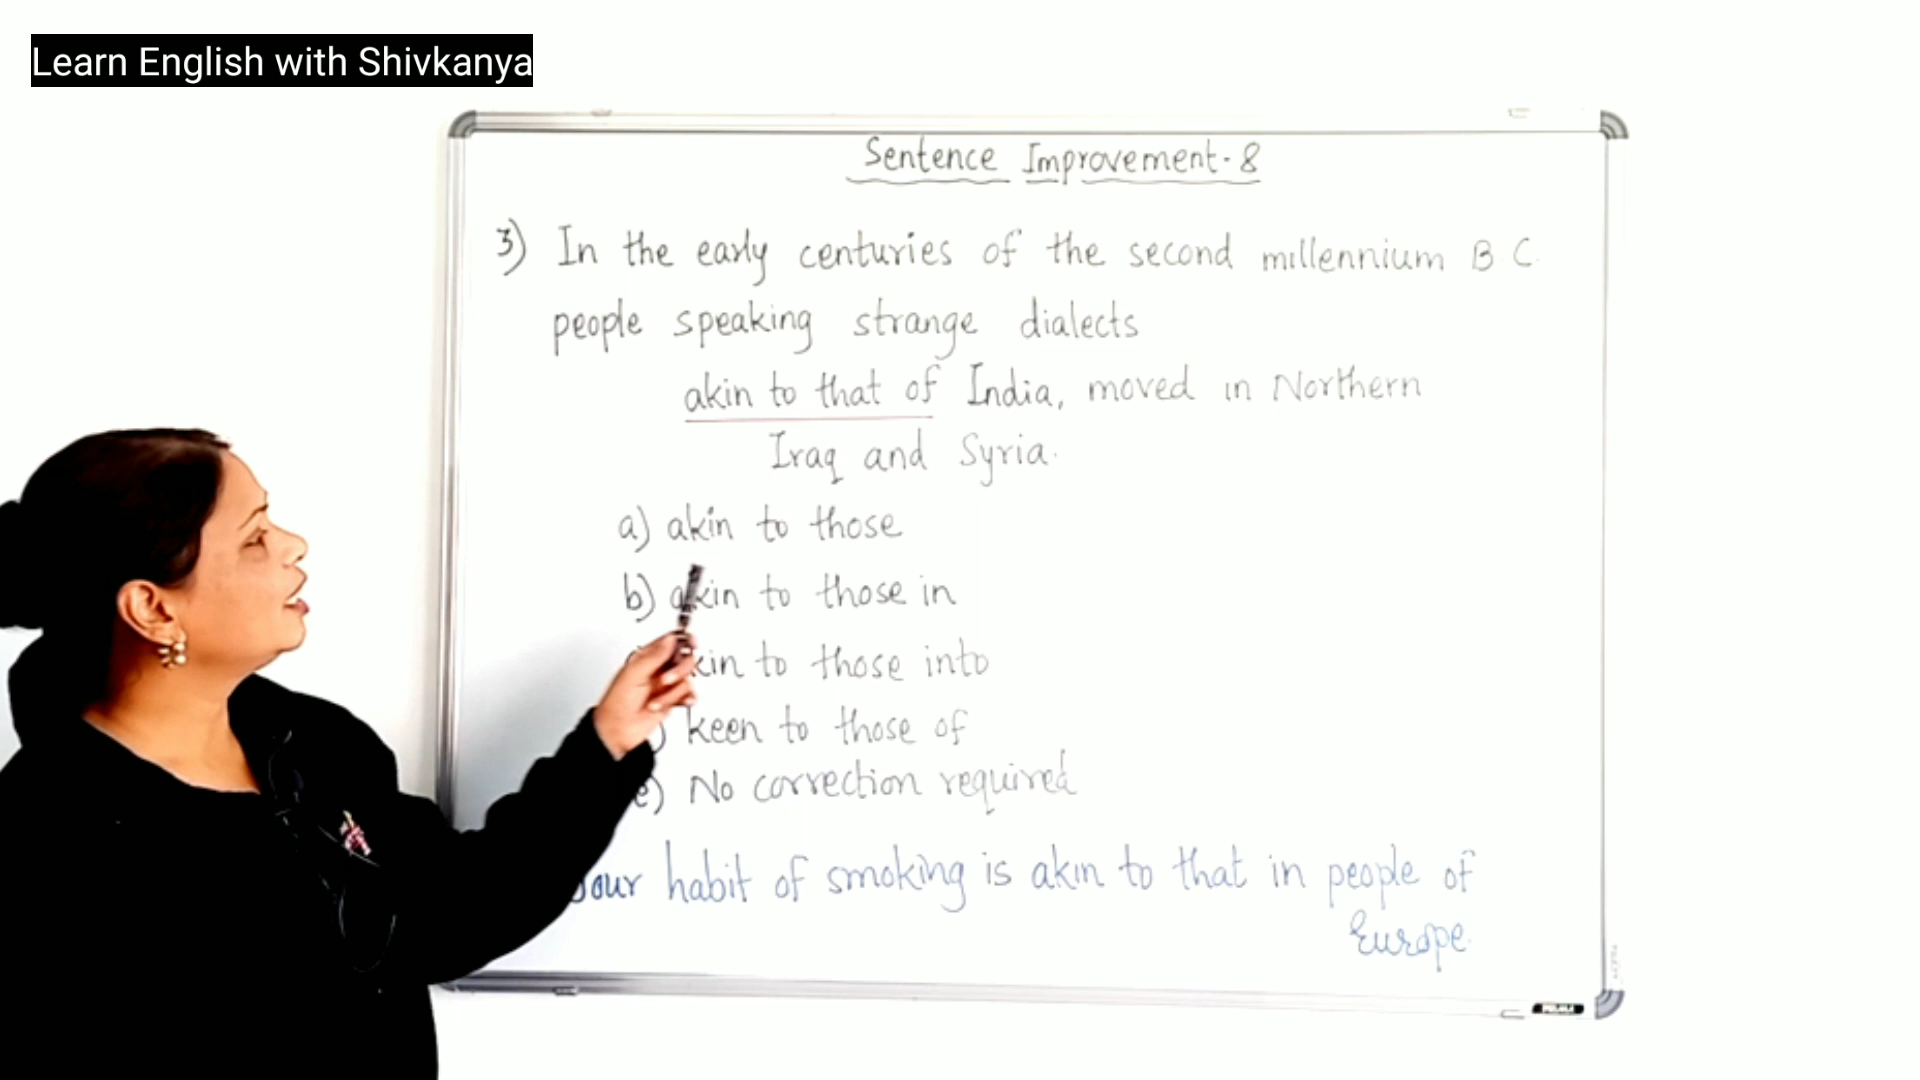 Learn English with Shivkanya
Sentence Improvement-8
3) In the early centuries of the second millennium B.C.
people speaking strange dialects
akin to that of India, moved in Northern
Iraq and Syria.
a) akin to those
b) akin to those in
akin to those into
) keen to those of
e) No correction required
Your habit of smoking is akin to that in people of
Europe.